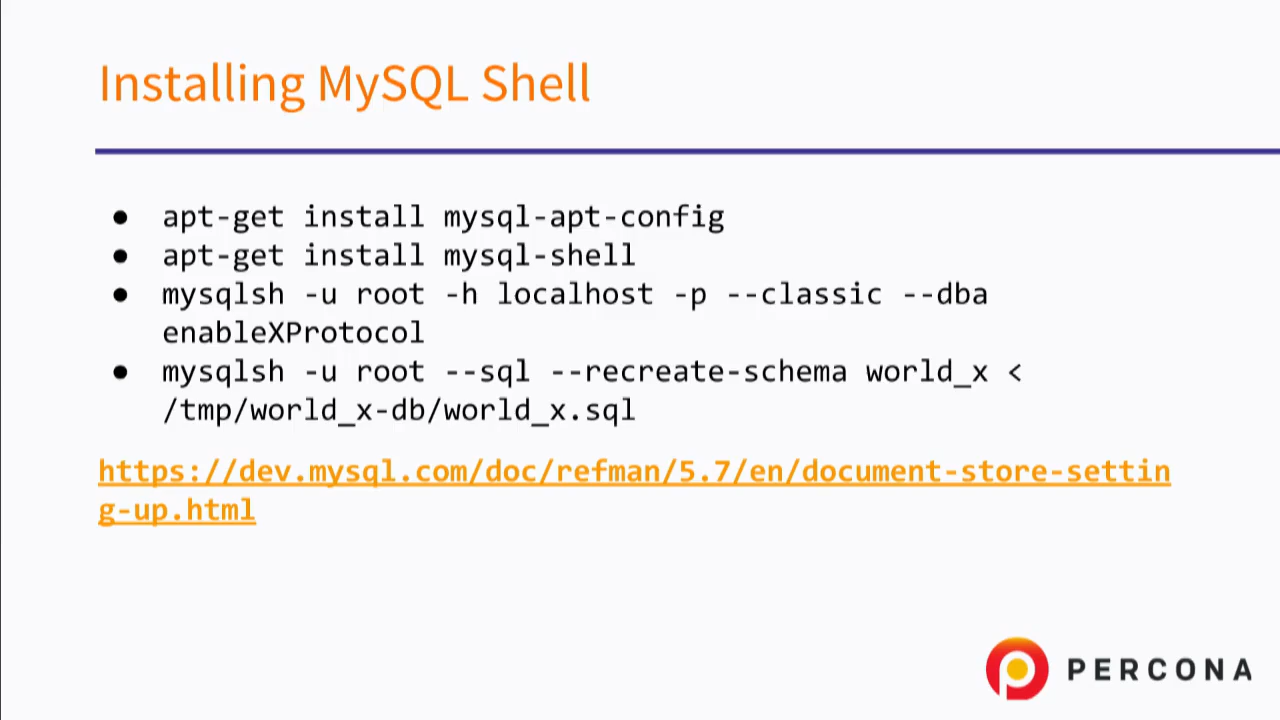 Installing MySQL Shell
● apt-get install mysql-apt-config
● apt-get install mysql-shell
● mysqlsh -u root -h localhost -p --classic --dba
enableXProtocol
● mysqlsh -u root --sql --recreate-schema world_x <
/tmp/world_x-db/world_x.sql
https://dev.mysql.com/doc/refman/5.7/en/document-store-settin
g-up.html
PERCONA